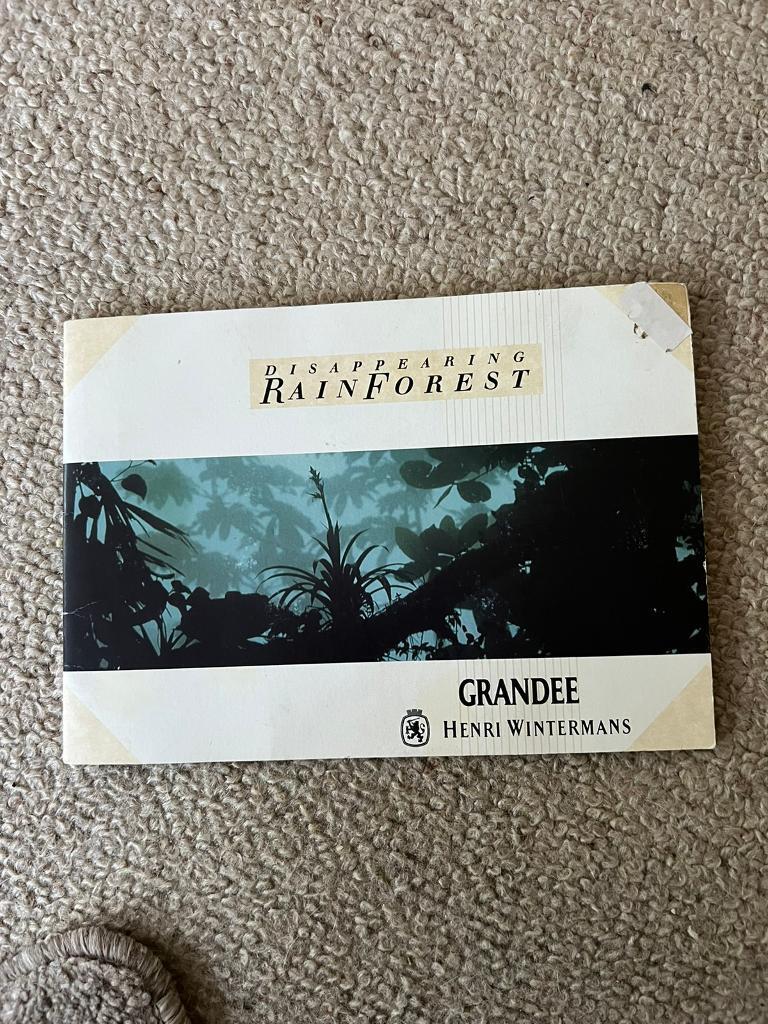 DISAPPEARING
RAINFOREST
GRANDEE
HENRI WINTERMANS